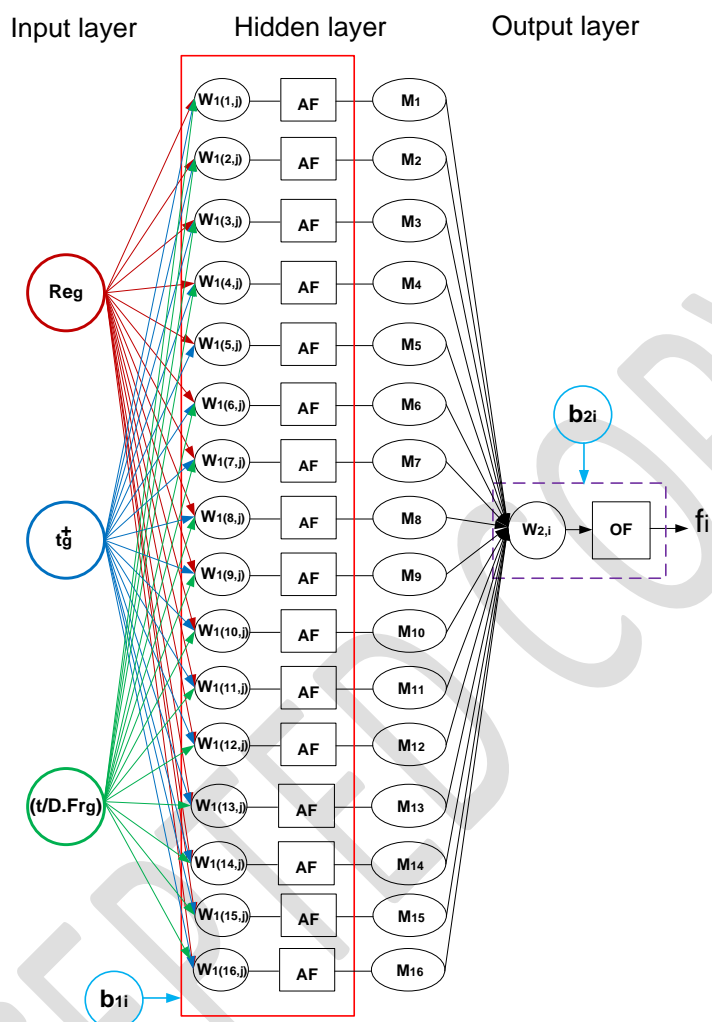 Input layer Hidden layer Output layer
W1(1,j) AF M1
W1(2,j) AF M2
W1(3,j) AF M3
Reg W1(4,j) AF M4
W1(5,j) AF M5
W1(6,j) AF M6
b2i
W1(7,j) AF M7
W1(8,j) AF M8
t+g W2,i OF fi
W1(9,j) AF M9
W1(10,j) AF M10
W1(11,j) AF M11
W1(12,j) AF M12
(t/D.Frg) W1(13,j) AF M13
W1(14,j) AF M14
W1(15,j) AF M15
W1(16,j) AF M16
b1i
EPTED COP